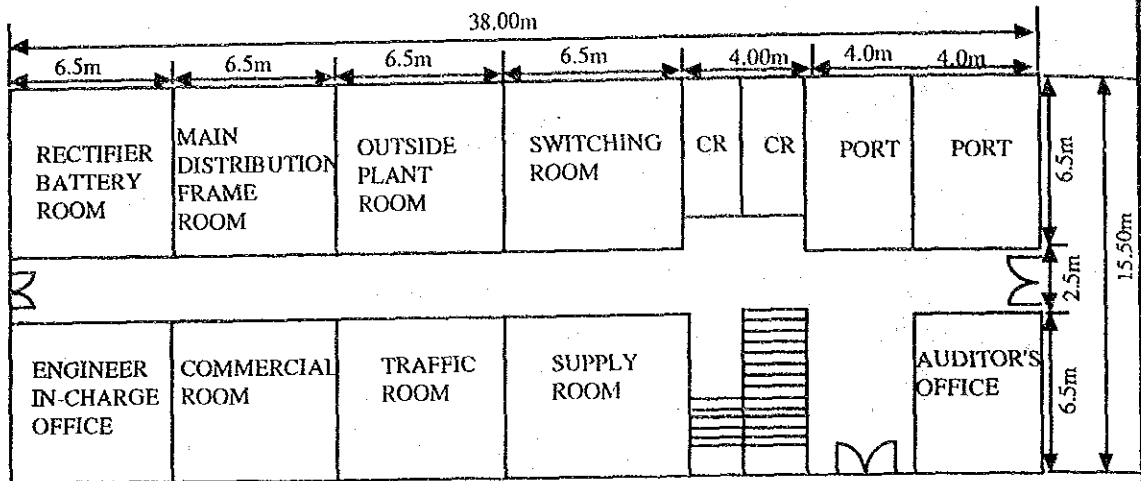 38.00m
6.5m 6.5m 6.5m 6.5m 4.00m 4.0m 4.0m
RECTIFIER
BATTERY
ROOM
MAIN
DISTRIBUTION
FRAME
ROOM
OUTSIDE
PLANT
ROOM
SWITCHING
ROOM
CR
CR
PORT
PORT
6.5m
2.5m
15.50m
ENGINEER
IN-CHARGE
OFFICE
COMMERCIAL
ROOM
TRAFFIC
ROOM
SUPPLY
ROOM
AUDITOR'S
OFFICE
6.5m